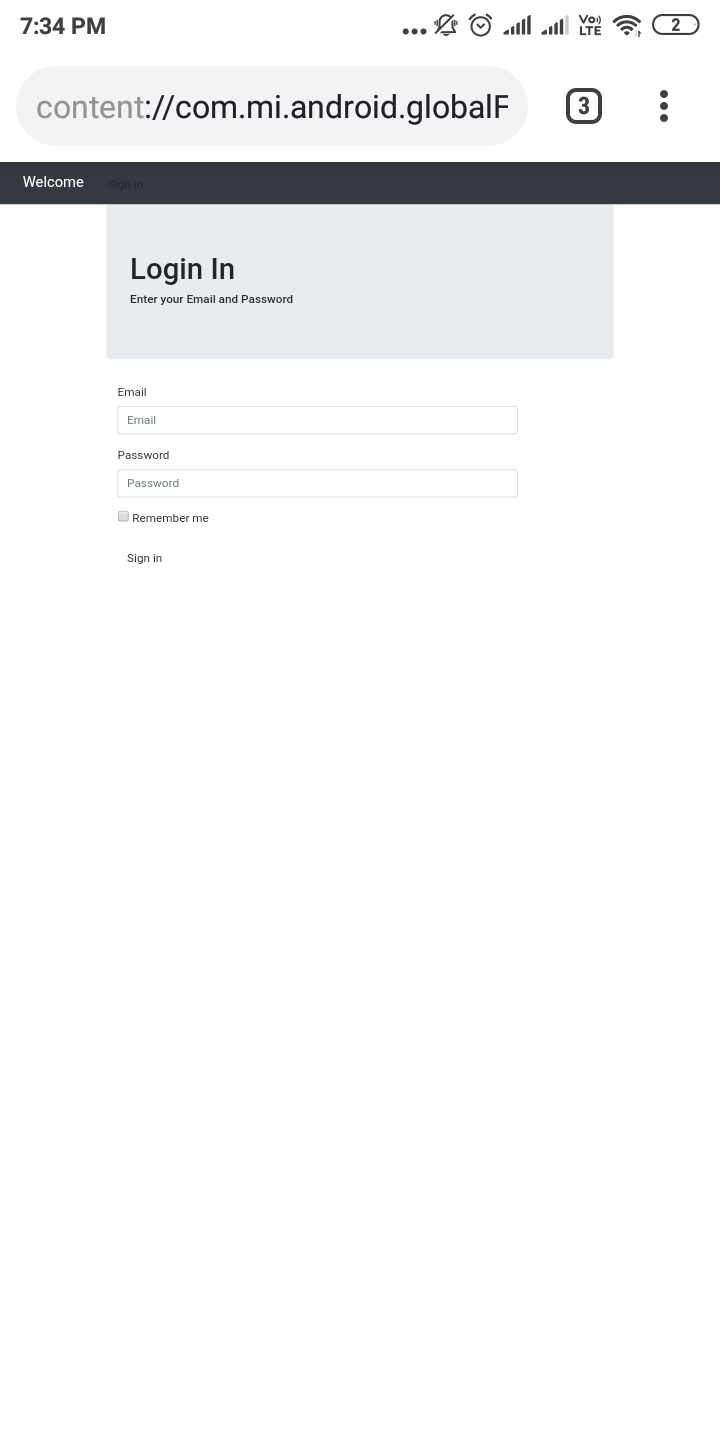 7:34 PM
Vo)) LTE
2
content://com.mi.android.globalF
3
Welcome Sign in
Login In
Enter your Email and Password
Email
Email
Password
Password
Remember me
Sign in